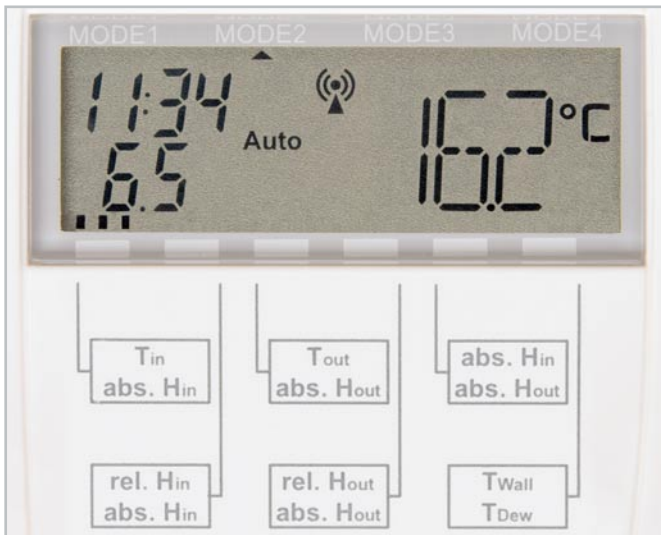 MODE1 MODE2 MODE3 MODE4
11:34
Auto
16.2 °C
6.5
Tin
abs. Hin
Tout
abs. Hout
abs. Hin
abs. Hout
rel. Hin
abs. Hin
rel. Hout
abs. Hout
TWall
TDew